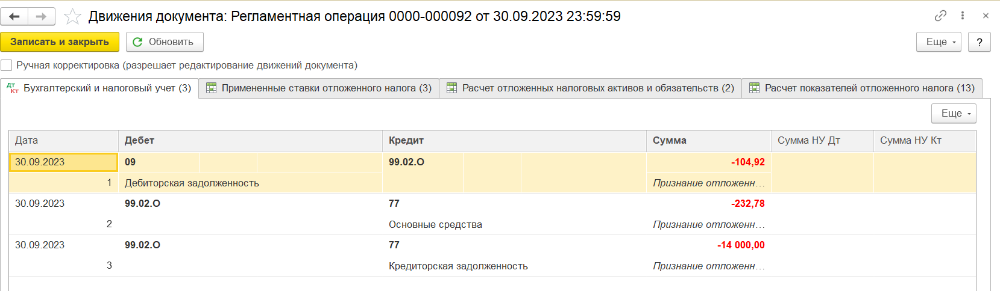 Движения документа: Регламентная операция 0000-000092 от 30.09.2023 23:59:59
Записать и закрыть Обновить Еще ?
Ручная корректировка (разрешает редактирование движений документа)
Дт Кт Бухгалтерский и налоговый учет (3) Примененные ставки отложенного налога (3) Расчет отложенных налоговых активов и обязательств (2) Расчет показателей отложенного налога (13)
Еще
Дата Дебет Кредит Сумма Сумма НУ Дт Сумма НУ Кт
30.09.2023 09 99.02.О -104,92
1 Дебиторская задолженность Признание отложенн...
30.09.2023 99.02.О 77 -232,78
2 Основные средства Признание отложенн...
30.09.2023 99.02.О 77 -14 000,00
3 Кредиторская задолженность Признание отложенн...